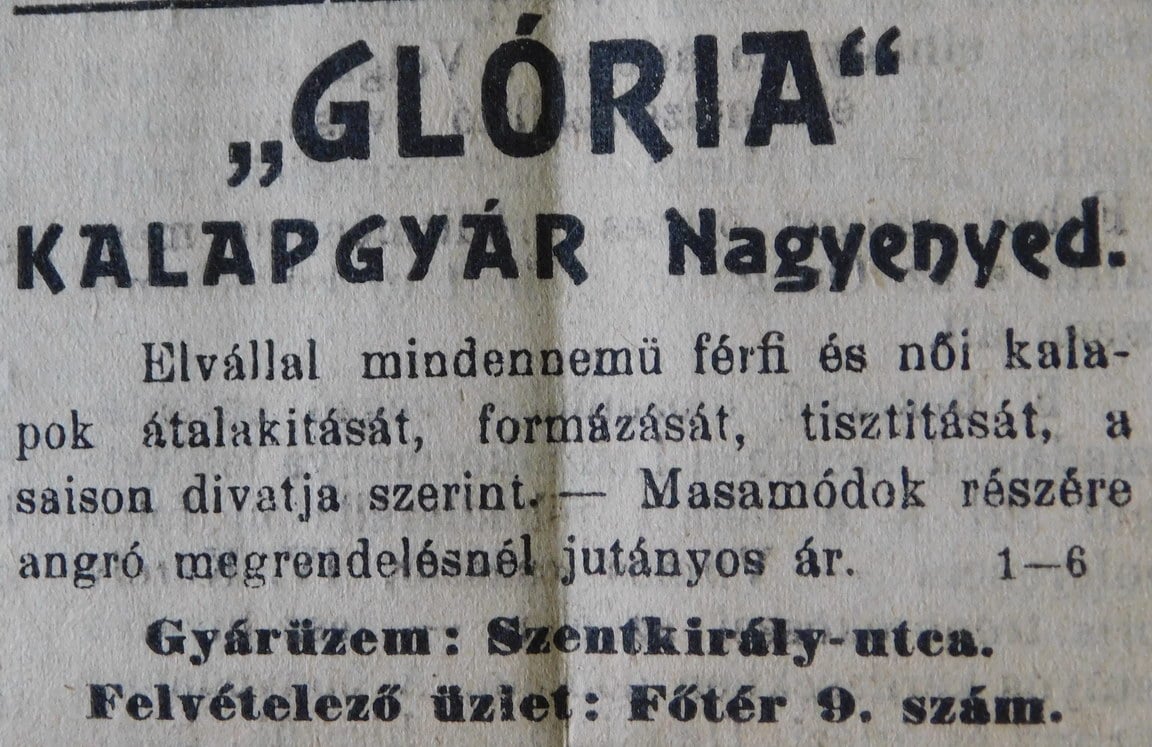 „GLÓRIA“
KALAPGYÁR Nagyenyed.
Elvállal mindennemü férfi és női kala-
pok átalakitását, formázását, tisztitását, a
saison divatja szerint. — Masamódok részére
angró megrendelésnél jutányos ár. 1—6
Gyárüzem: Szentkirály-utca.
Felvételező üzlet: Főtér 9. szám.